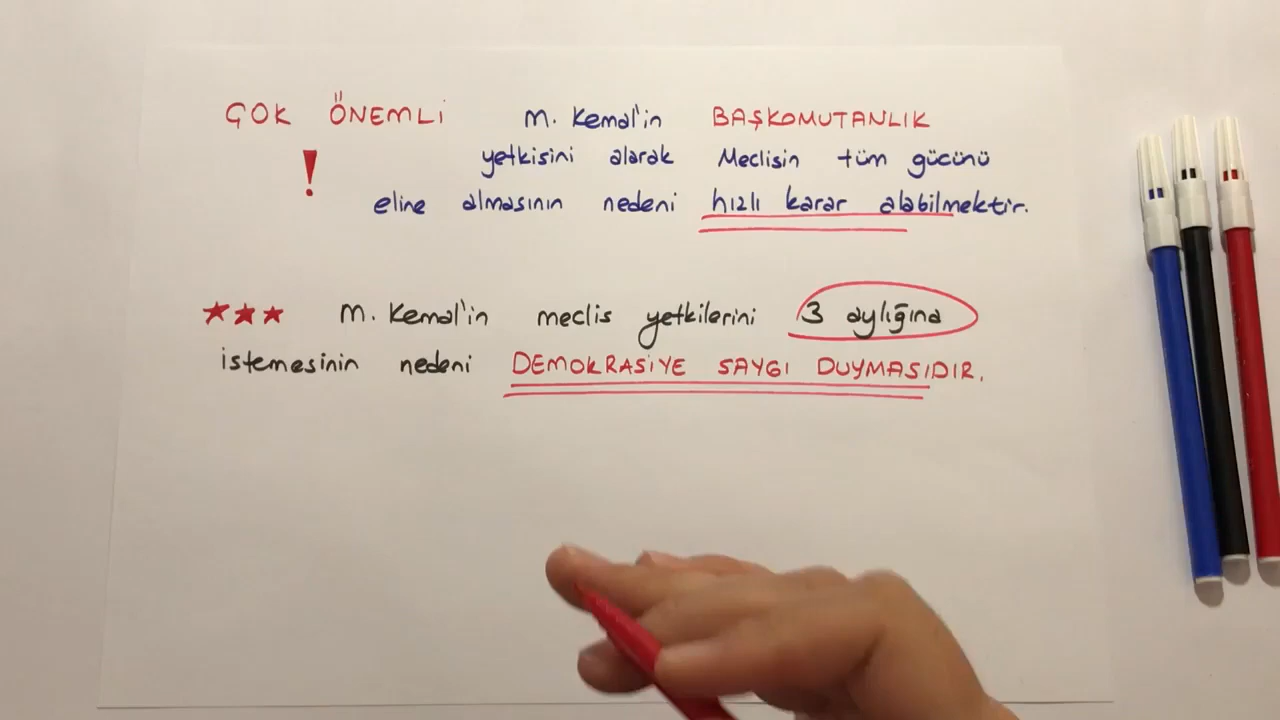 ÇOK ÖNEMLİ M. Kemal'in BAŞKOMUTANLIK
! yetkisini alarak Meclisin tüm gücünü
eline almasının nedeni hızlı karar alabilmektir.
★★★ M. Kemal'in meclis yetkilerini 3 aylığına
istemesinin nedeni DEMOKRASİYE SAYGI DUYMASIDIR.